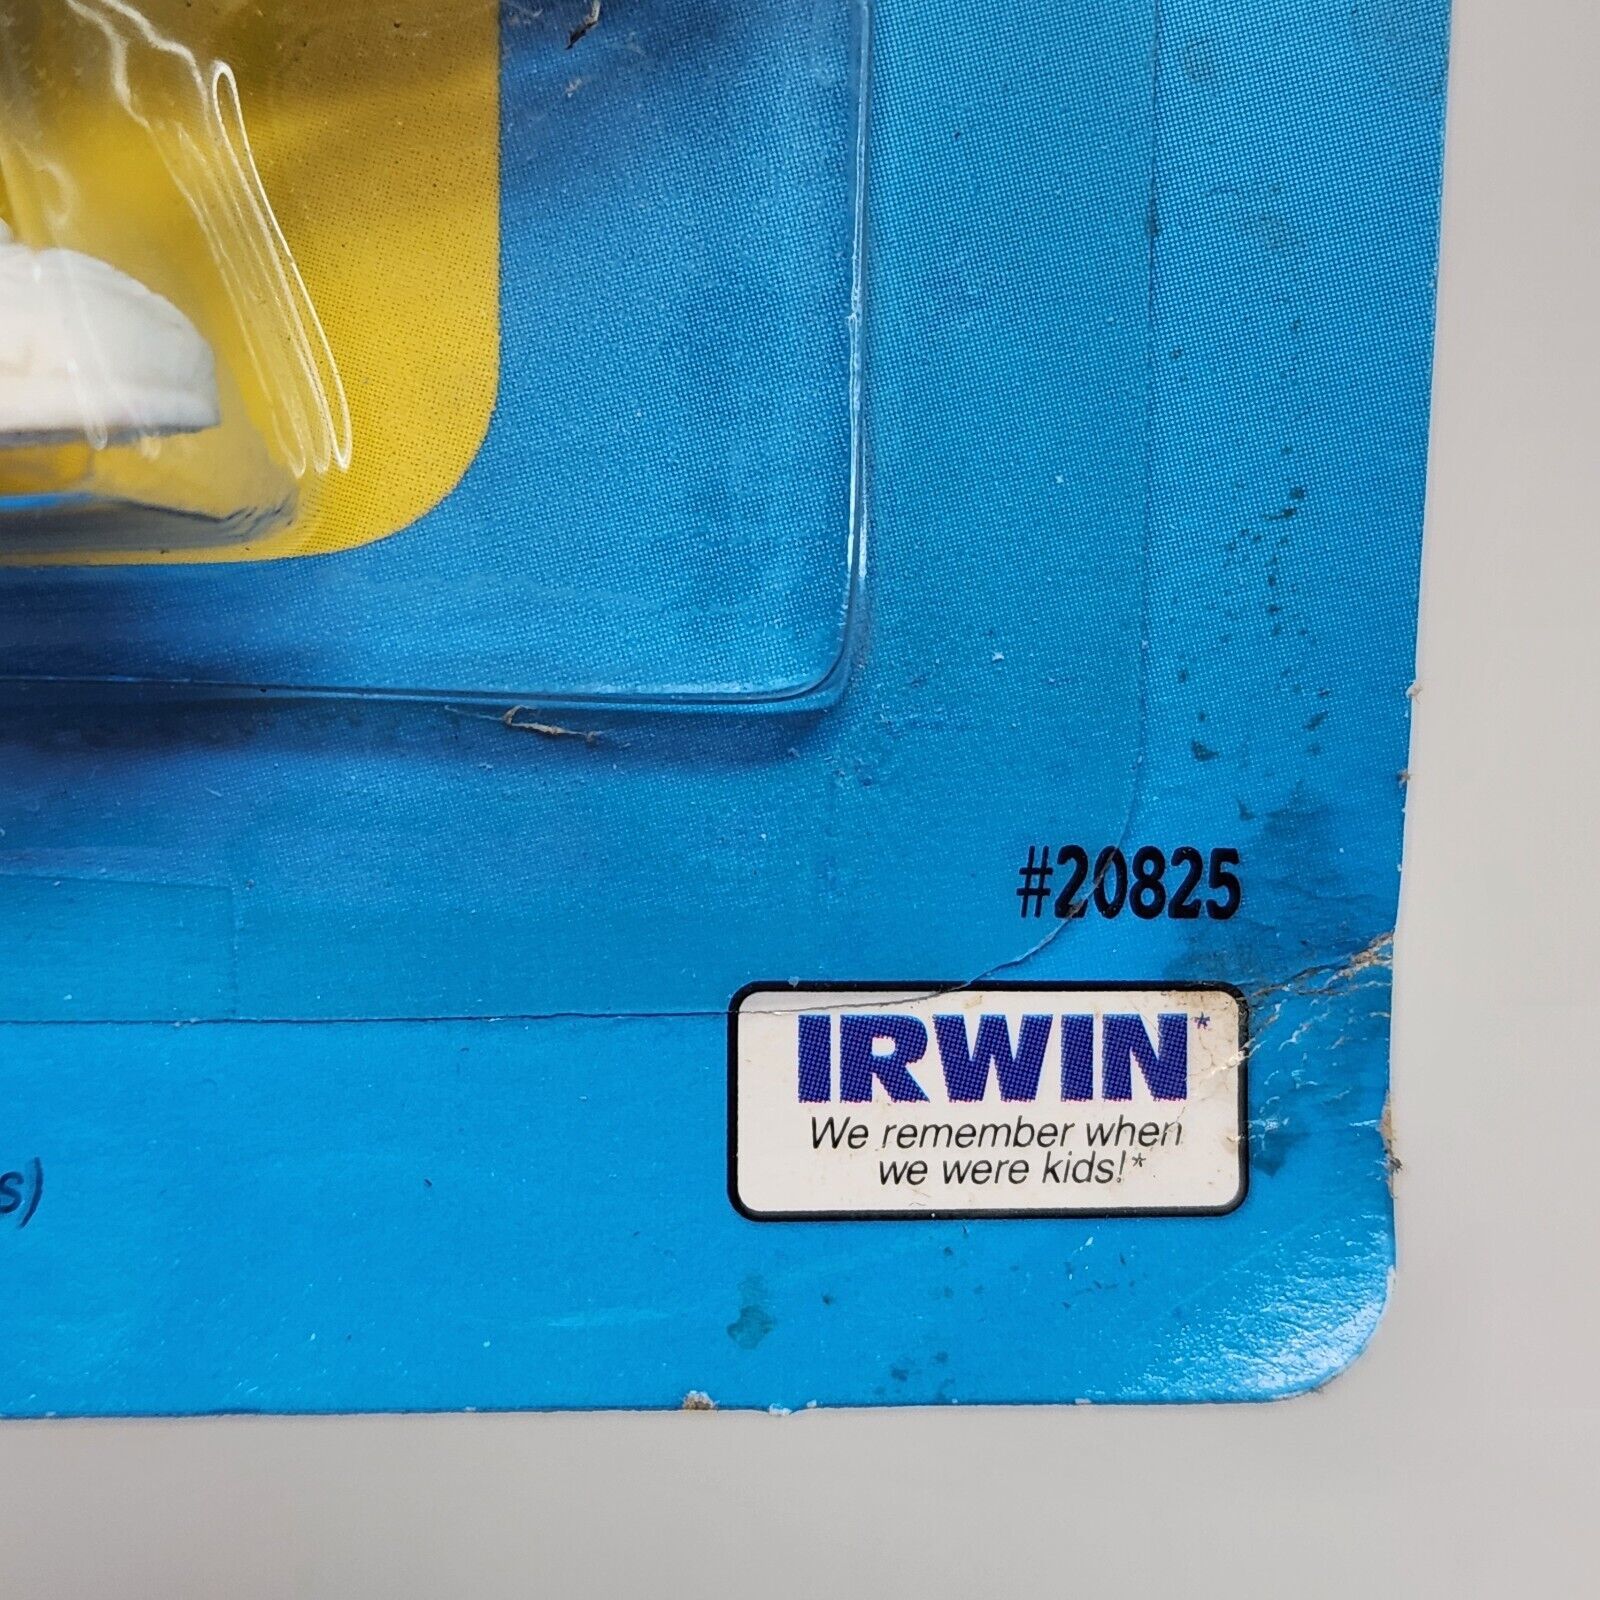 #20825
IRWIN*
We remember when
we were kids!*
s)